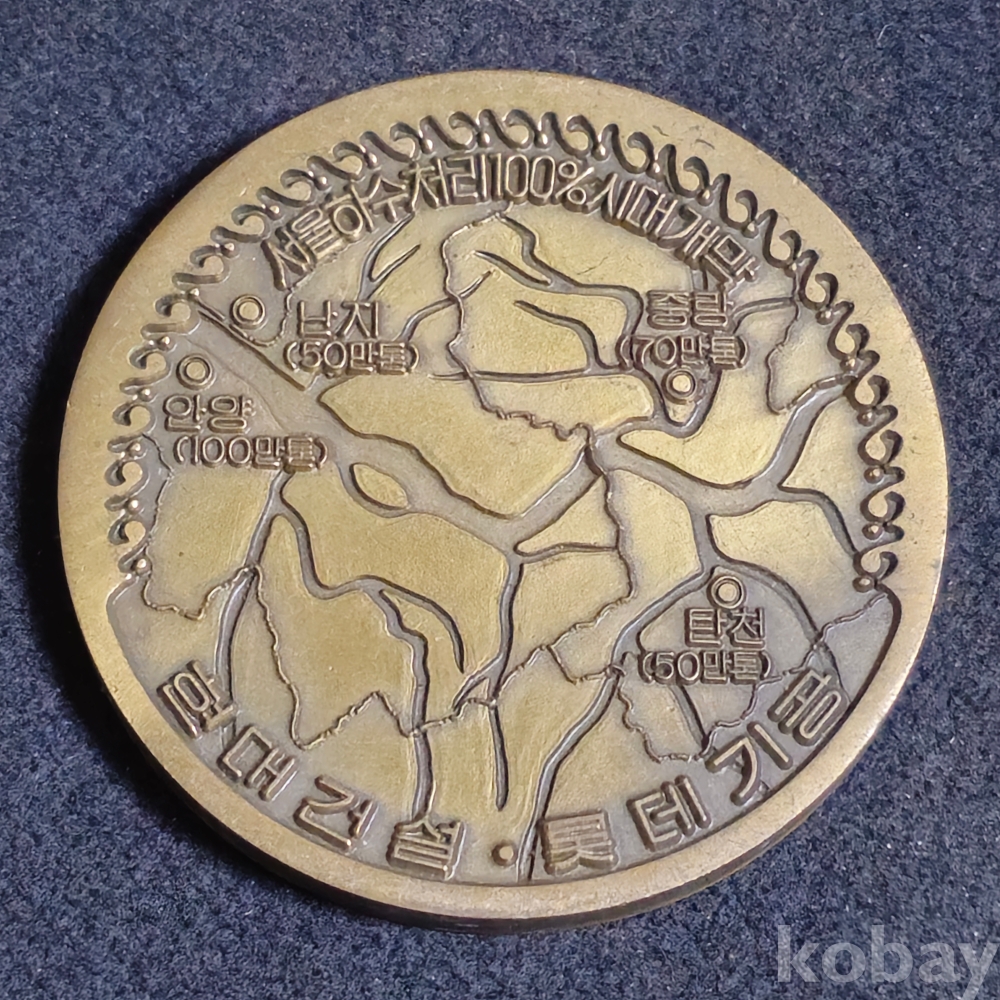 서울하수처리100%시대개막
난지
(50만톤)
중랑
(70만톤)
안양
(100만톤)
탄천
(50만톤)
현대건설·롯데기공
kobay